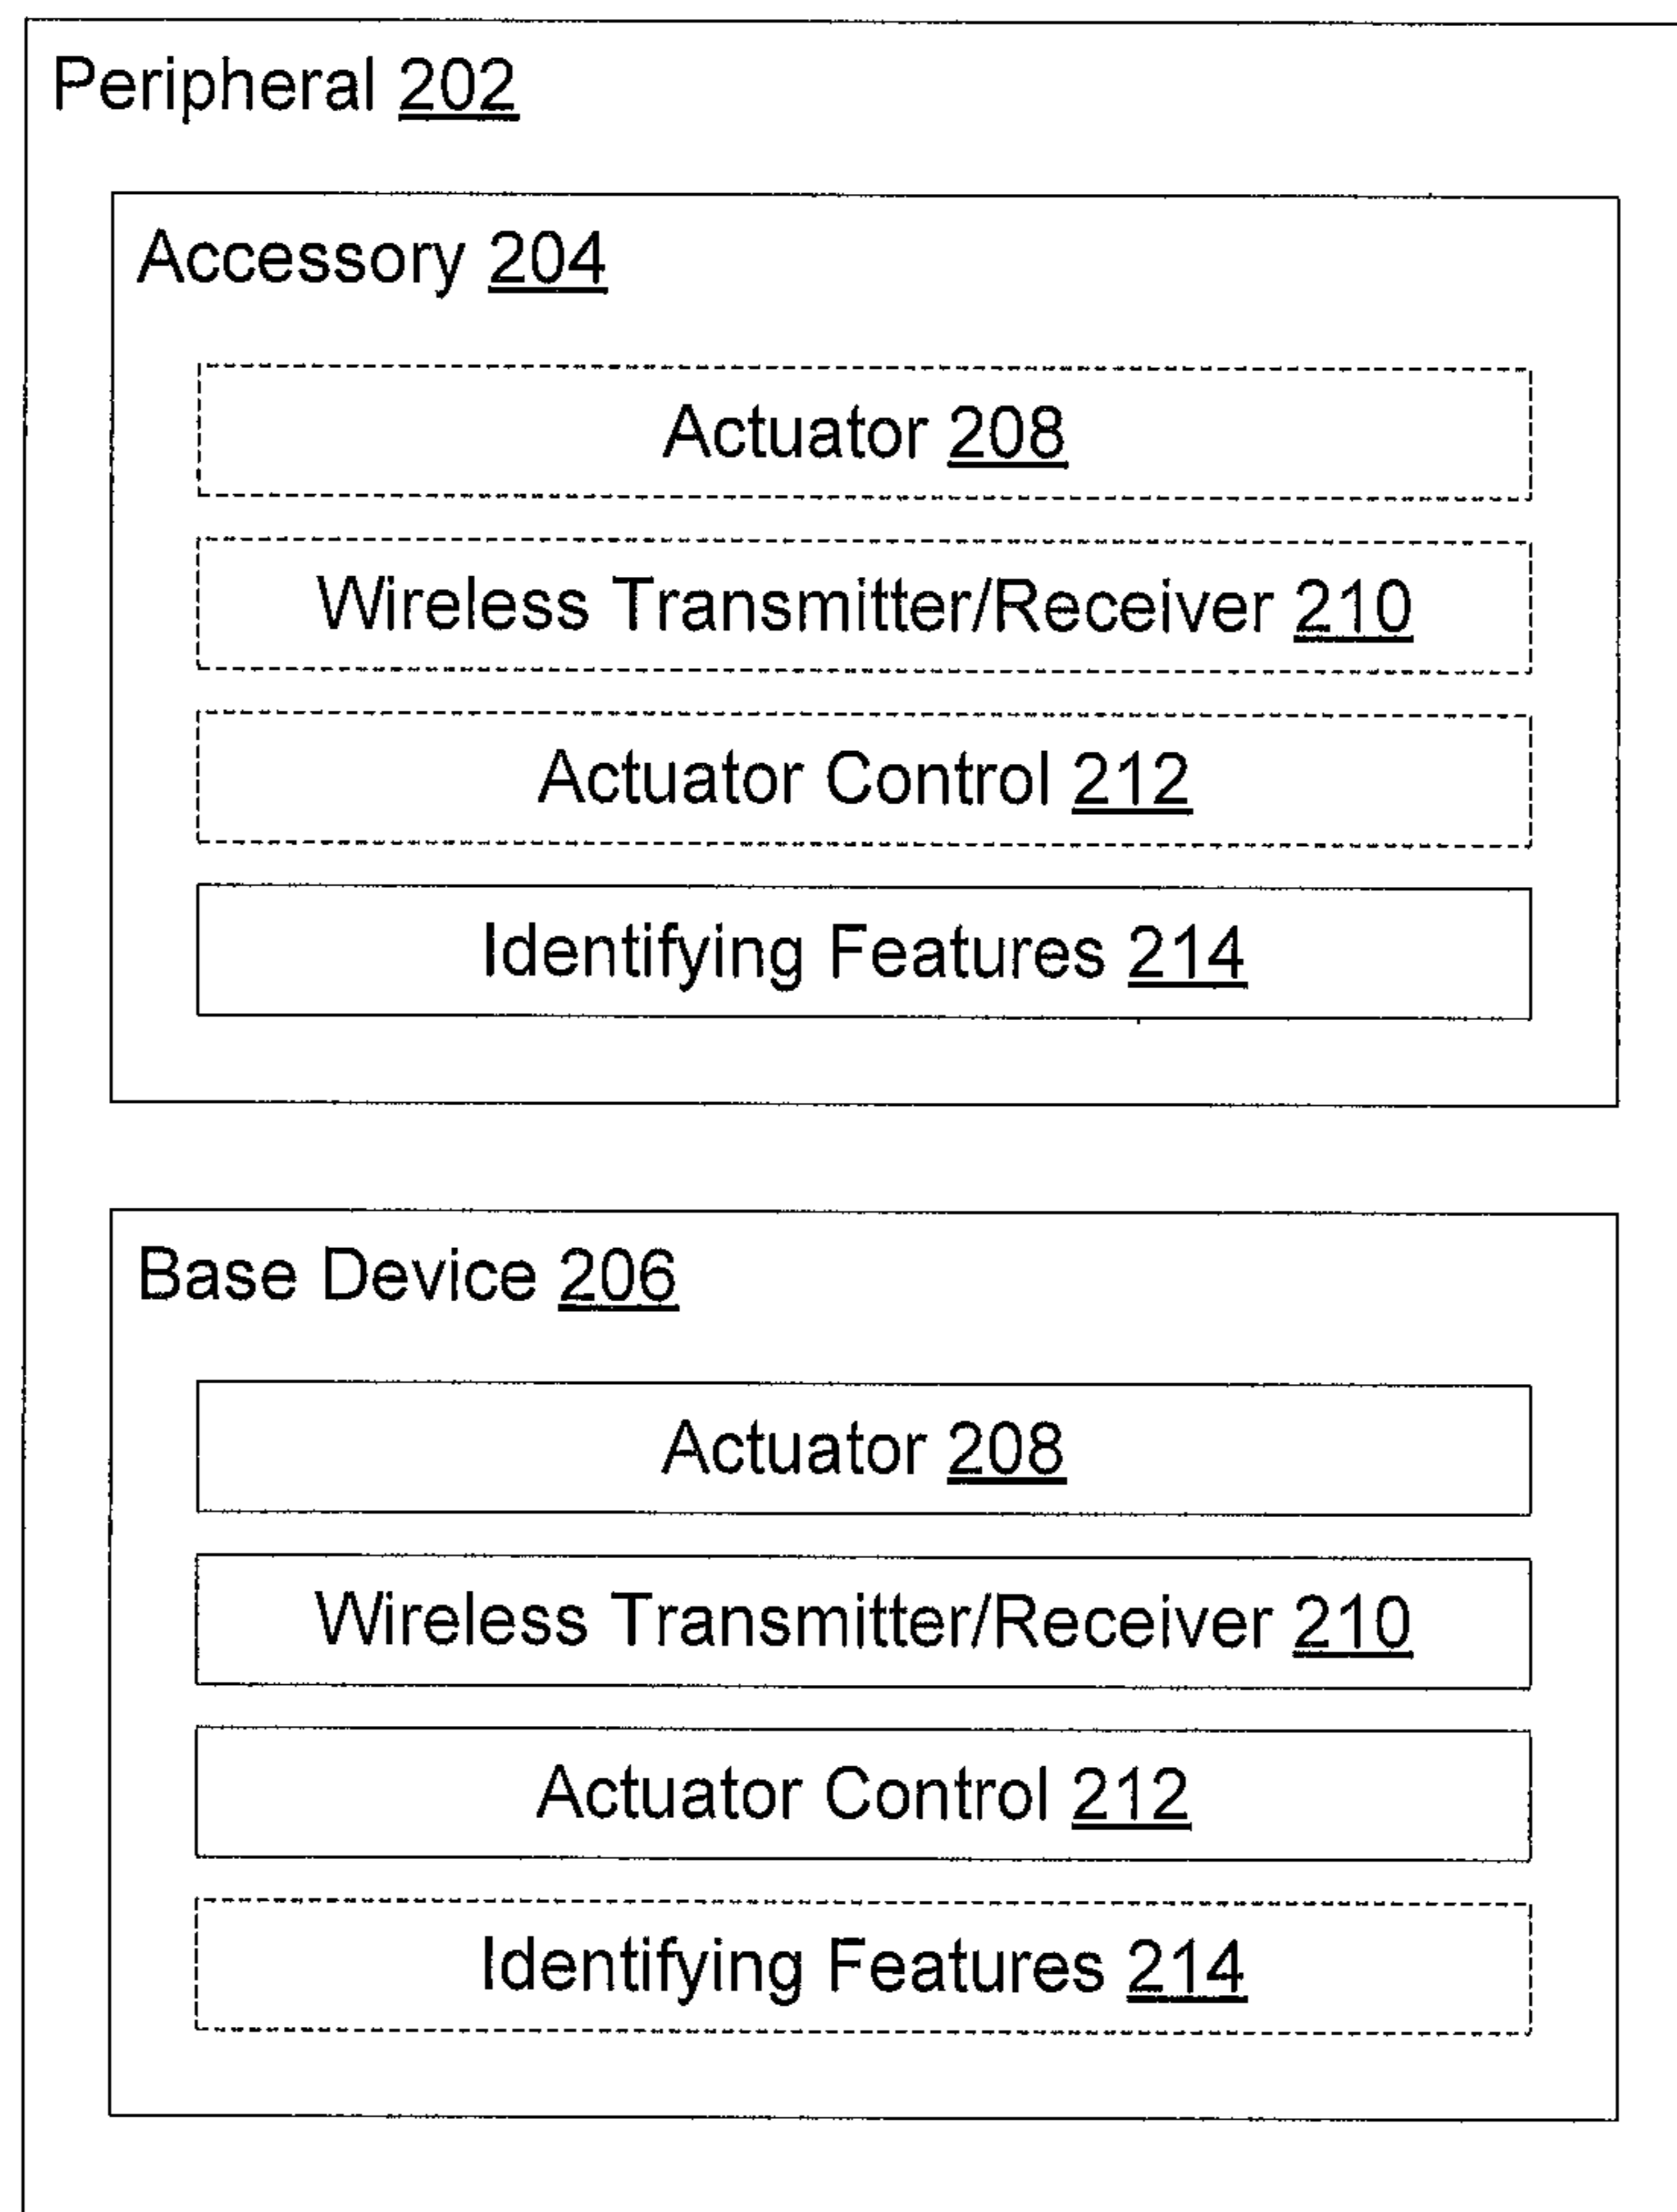 Peripheral 202
Accessory 204
Actuator 208
Wireless Transmitter/Receiver 210
Actuator Control 212
Identifying Features 214
Base Device 206
Actuator 208
Wireless Transmitter/Receiver 210
Actuator Control 212
Identifying Features 214